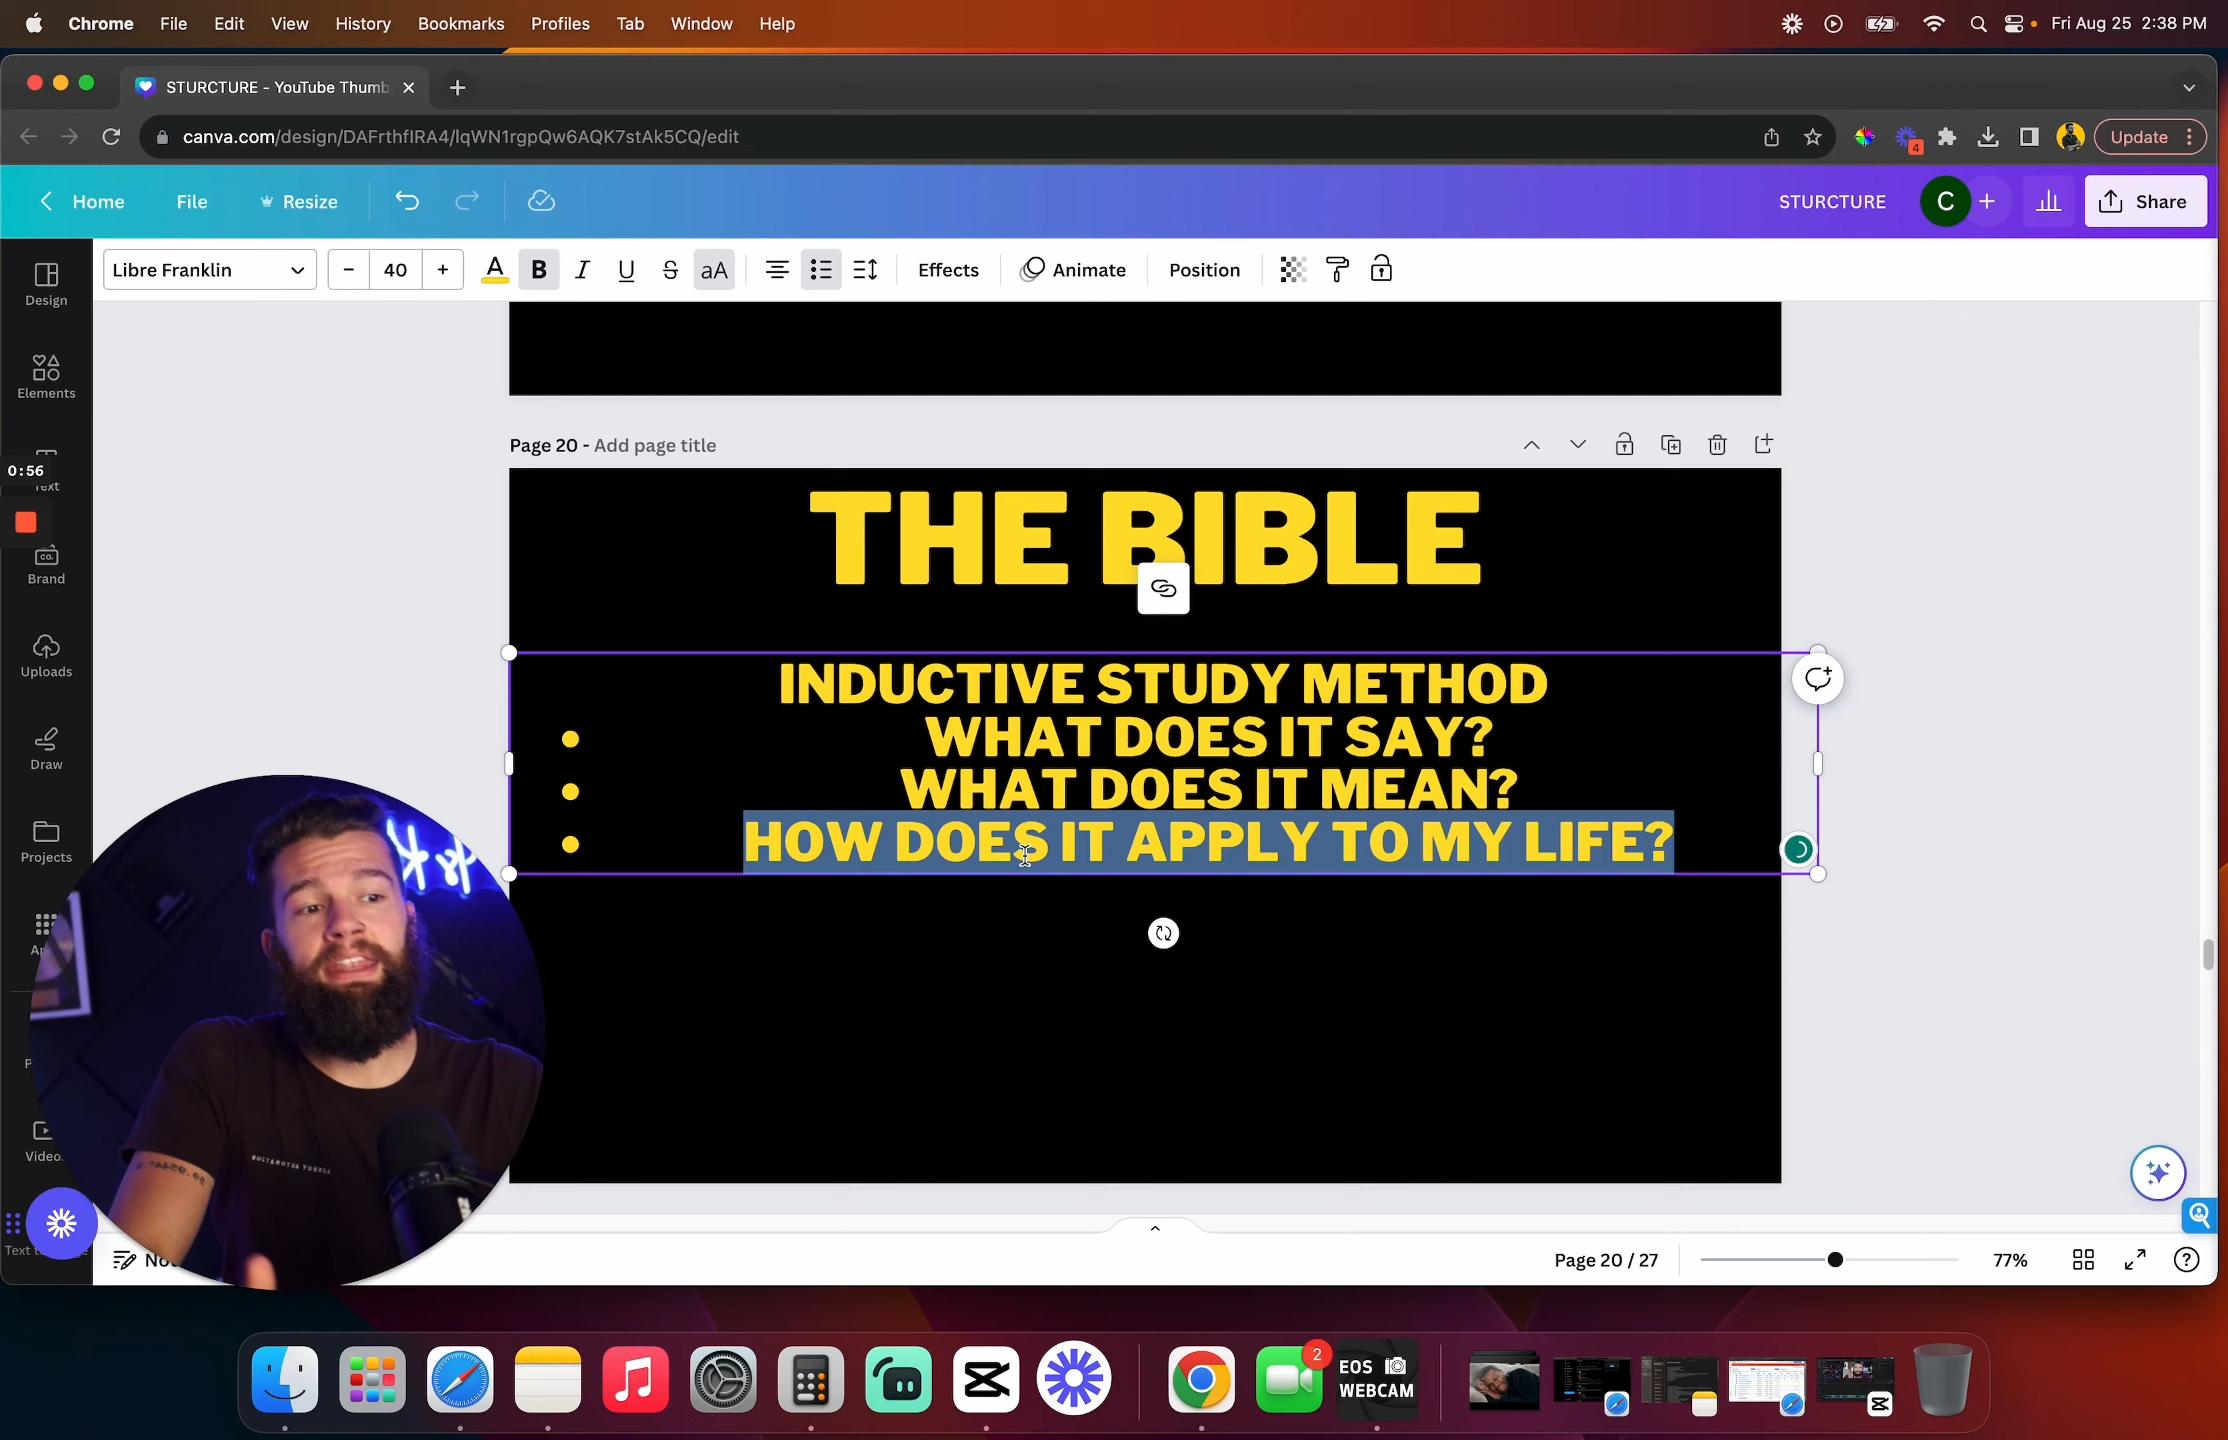 Chrome File Edit View History Bookmarks Profiles Tab Window Help
Fri Aug 25 2:38 PM
STURCTURE - YouTube Thumb
canva.com/design/DAFrthfIRA4/lqWN1rgpQw6AQK7stAk5CQ/edit
4
Update
Home File Resize
STURCTURE
C
Share
Libre Franklin
40
A B I U S aA
Effects
Animate
Position
Design
Elements
0:56
Text
Brand
Uploads
Draw
Projects
Page 20 - Add page title
THE BIBLE
INDUCTIVE STUDY METHOD
• WHAT DOES IT SAY?
• WHAT DOES IT MEAN?
• HOW DOES IT APPLY TO MY LIFE?
Page 20 / 27
77%
2
EOS
WEBCAM